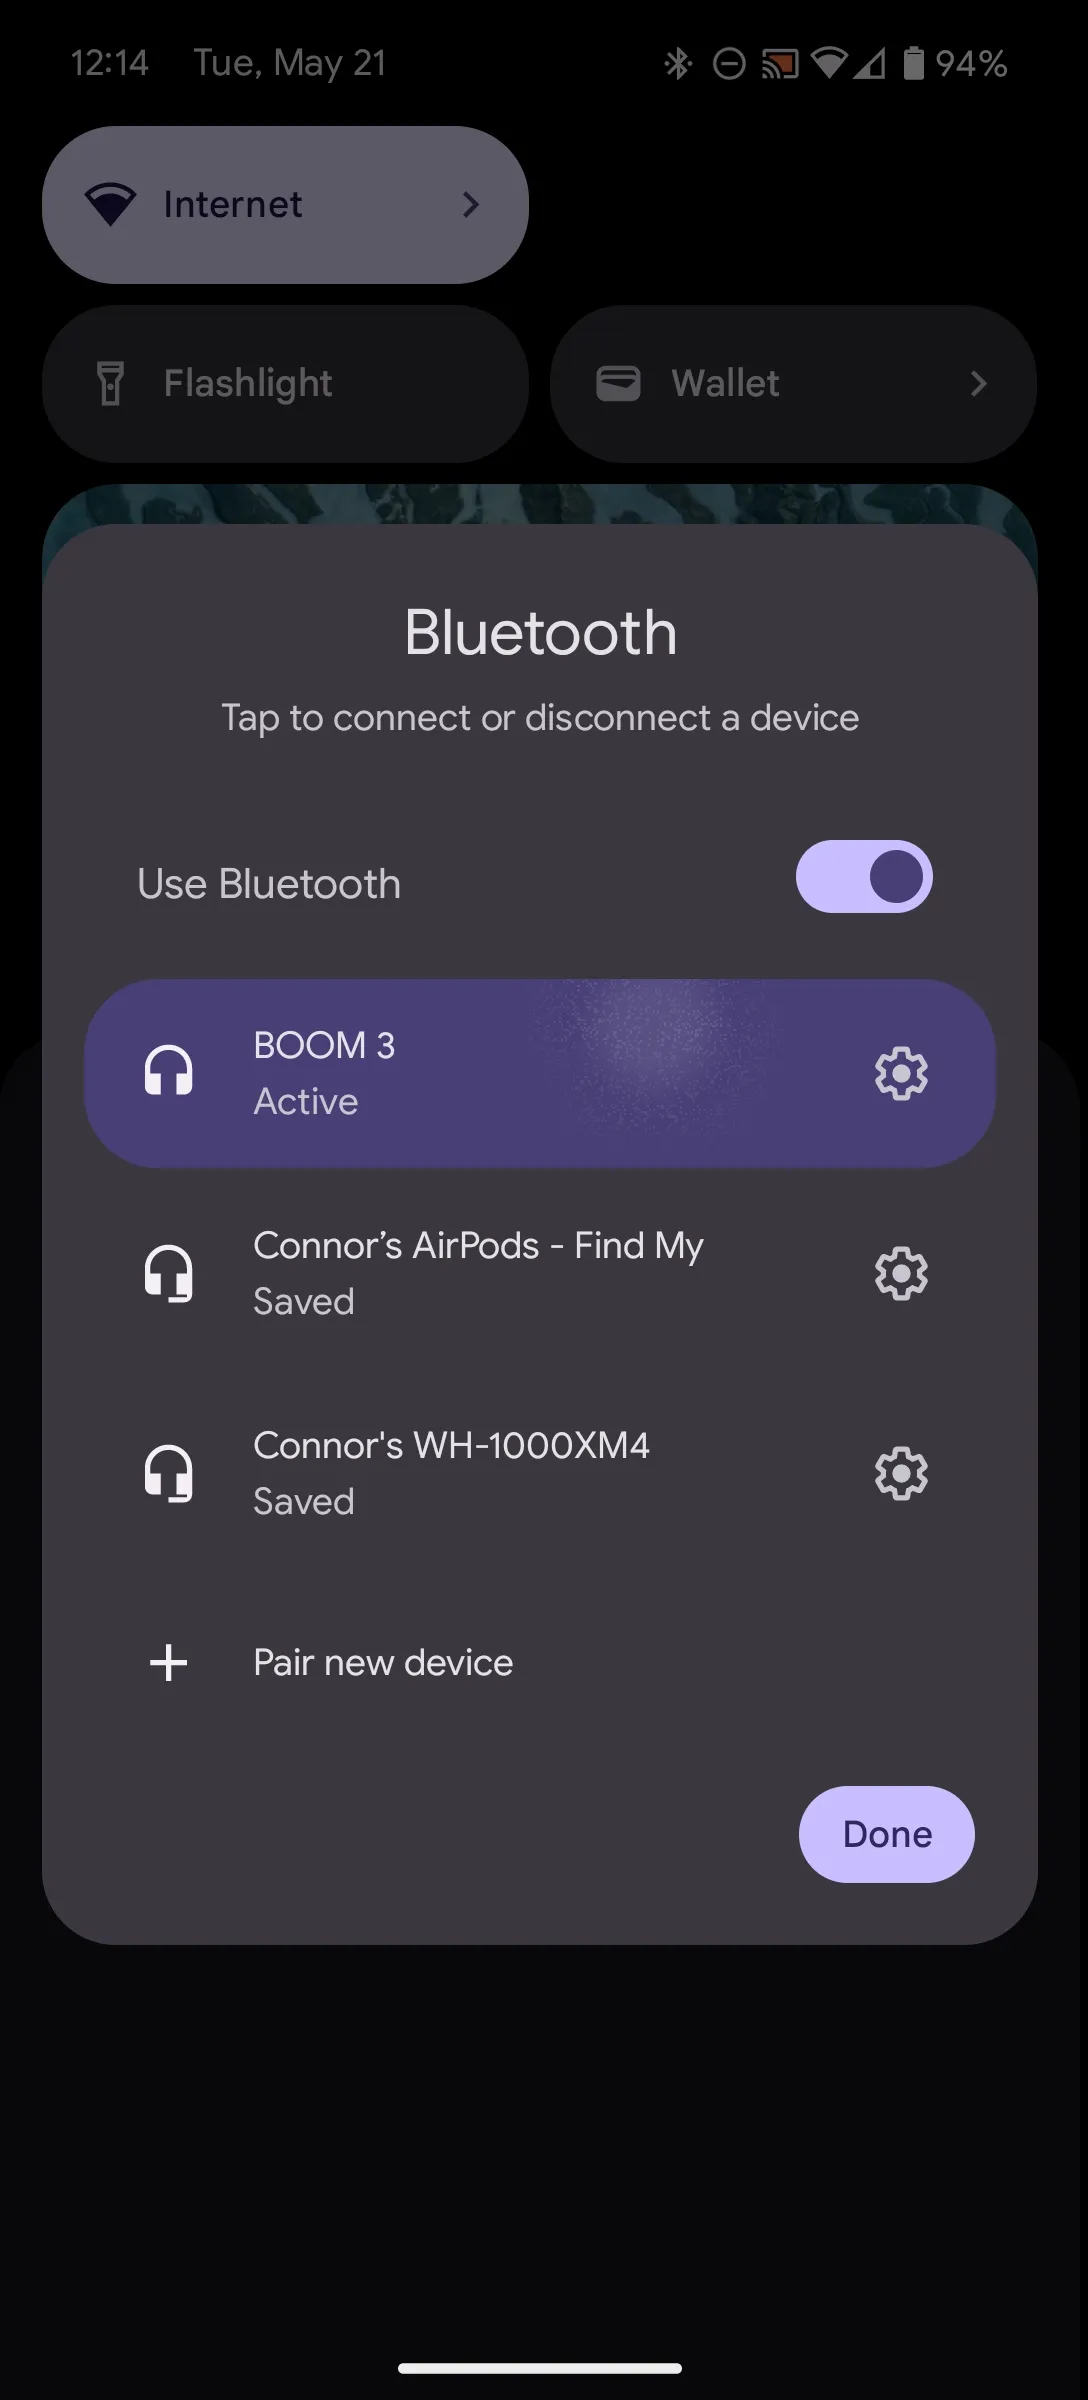 12:14 Tue, May 21 94%
Internet
Flashlight Wallet
Bluetooth
Tap to connect or disconnect a device
Use Bluetooth
BOOM 3
Active
Connor’s AirPods - Find My
Saved
Connor's WH-1000XM4
Saved
Pair new device
Done